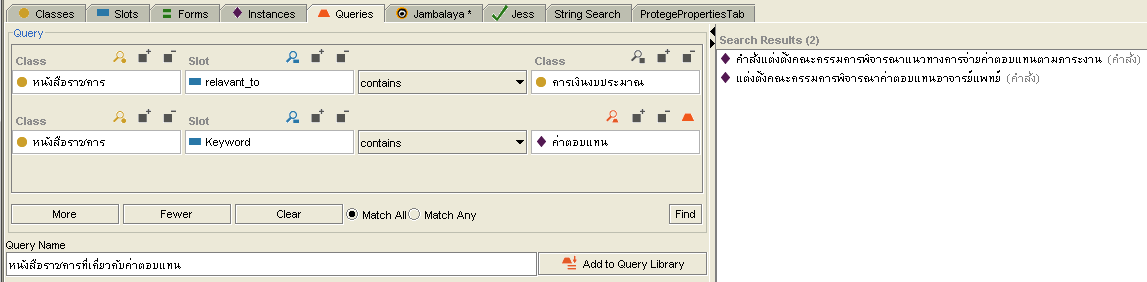 Classes Slots Forms Instances Queries Jambalaya * Jess String Search ProtegePropertiesTab
Query
Class Slot
หนังสือราชการ relavant_to contains การเงินงบประมาณ
Class Slot
หนังสือราชการ Keyword contains ค่าตอบแทน
More Fewer Clear Match All Match Any Find
Query Name
หนังสือราชการที่เกี่ยวกับค่าตอบแทน Add to Query Library
Search Results (2)
คำสั่งแต่งตั้งคณะกรรมการพิจารณาแนวทางการจ่ายค่าตอบแทนตามภาระงาน (คำสั่ง)
แต่งตั้งคณะกรรมการพิจารณาค่าตอบแทนอาจารย์แพทย์ (คำสั่ง)